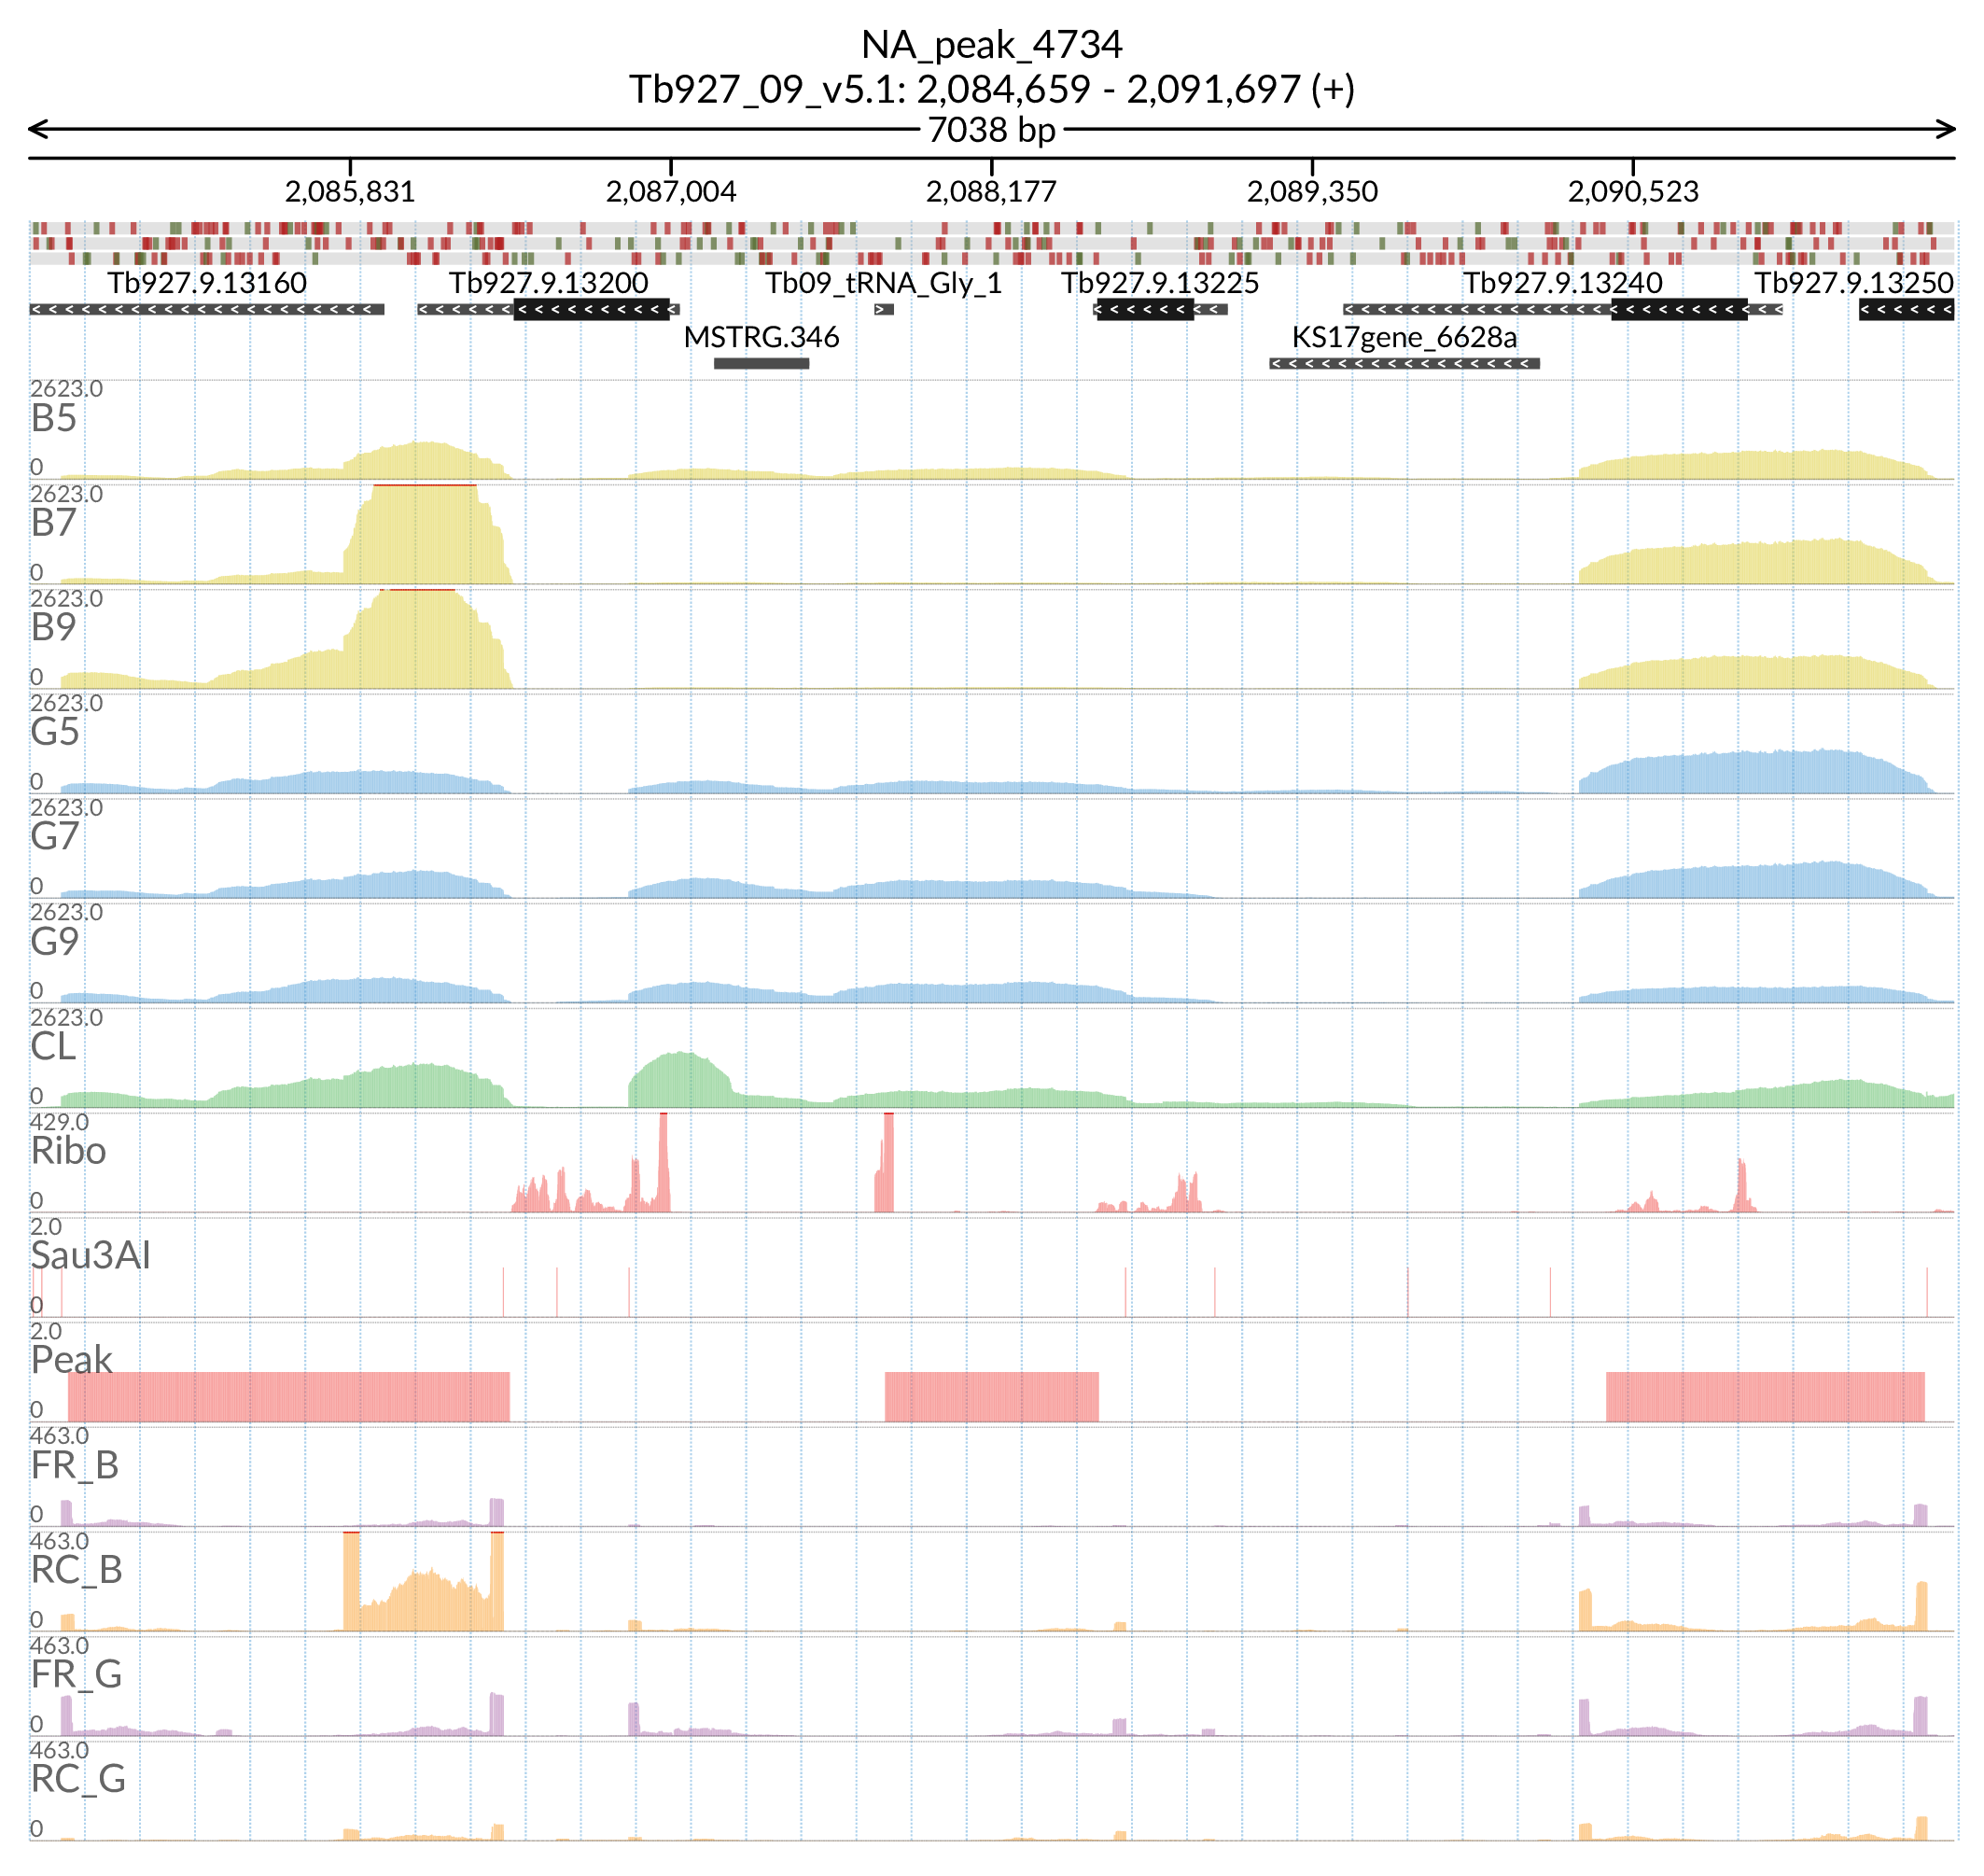 NA_peak_4734
Tb927_09_v5.1: 2,084,659 - 2,091,697 (+)
7038 bp
2,085,831 2,087,004 2,088,177 2,089,350 2,090,523
Tb927.9.13160 Tb927.9.13200 Tb09_tRNA_Gly_1 Tb927.9.13225 Tb927.9.13240 Tb927.9.13250
MSTRG.346 KS17gene_6628a
2623.0
B5
0
2623.0
B7
0
2623.0
B9
0
2623.0
G5
0
2623.0
G7
0
2623.0
G9
0
2623.0
CL
0
429.0
Ribo
0
2.0
Sau3AI
0
2.0
Peak
0
463.0
FR_B
0
463.0
RC_B
0
463.0
FR_G
0
463.0
RC_G
0